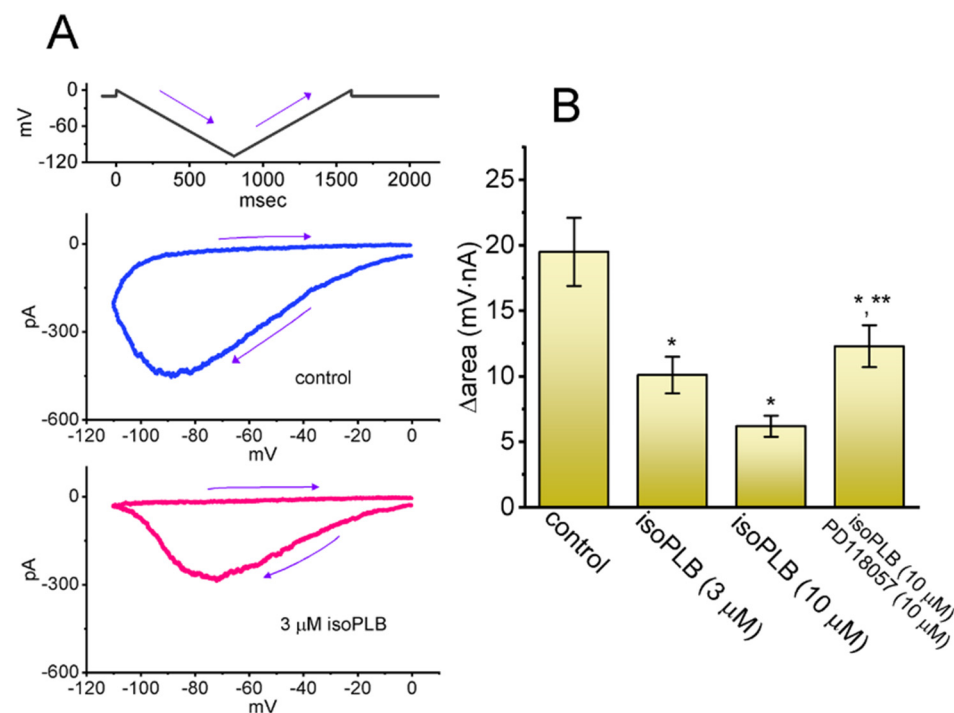 A
0
-60
-120
mV
0
500
1000
1500
2000
msec
0
-300
-600
pA
control
-120
-100
-80
-60
-40
-20
0
mV
0
-300
-600
pA
3 μM isoPLB
-120
-100
-80
-60
-40
-20
0
mV
B
25
20
15
10
5
0
Δarea (mV·nA)
*
*
*,**
control
isoPLB (3 μM)
isoPLB (10 μM)
isoPLB (10 μM)
PD118057 (10 μM)